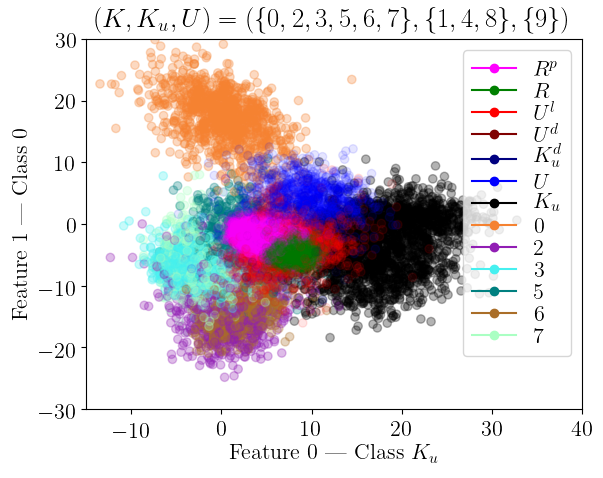 (K, K_u, U) = ({0, 2, 3, 5, 6, 7}, {1, 4, 8}, {9})
30
20
10
0
−10
−20
−30
Feature 1 — Class 0
R^p
R
U^l
U^d
K_u^d
U
K_u
0
2
3
5
6
7
−10
0
10
20
30
40
Feature 0 — Class K_u